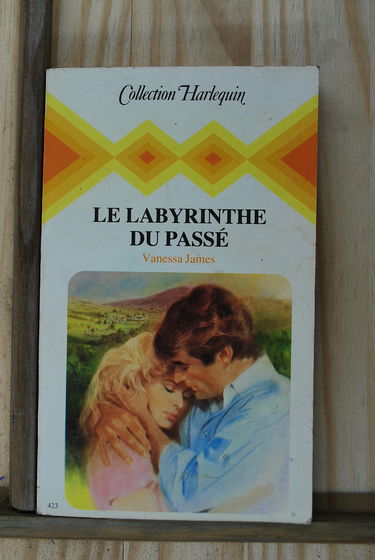 Collection Harlequin
LE LABYRINTHE
DU PASSÉ
Vanessa James
423